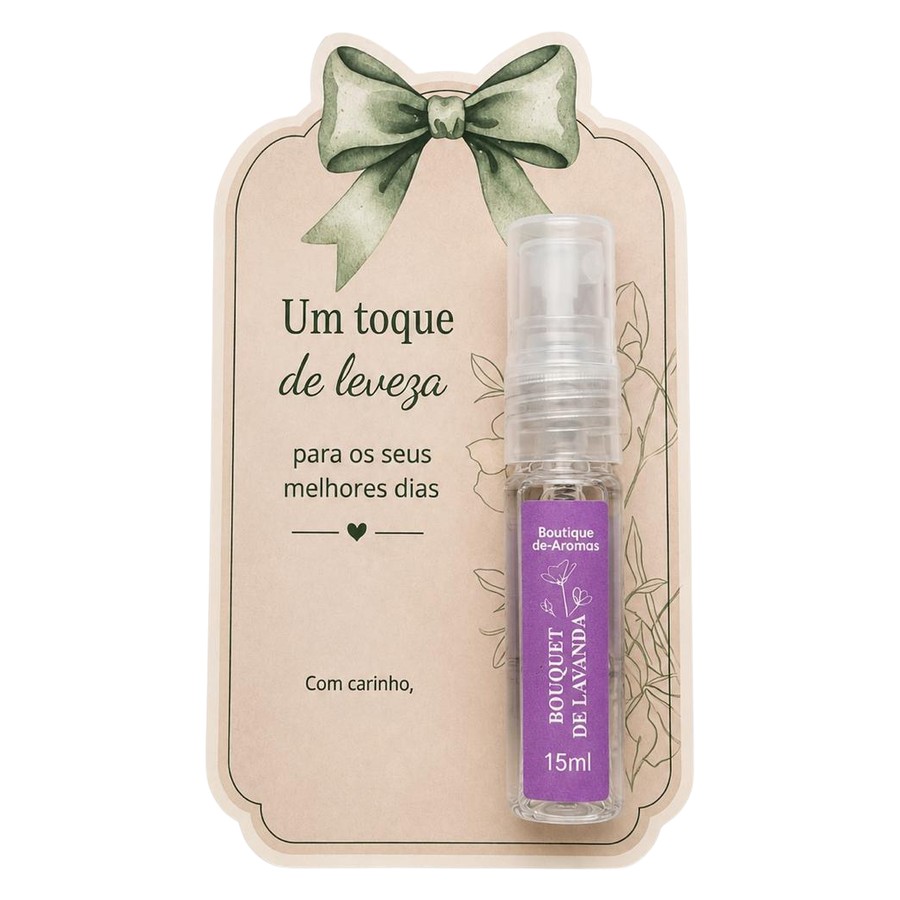 Um toque
de leveza
para os seus
melhores dias
Com carinho,
Boutique
de-Aromas
BOUQUET
DE LAVANDA
15ml